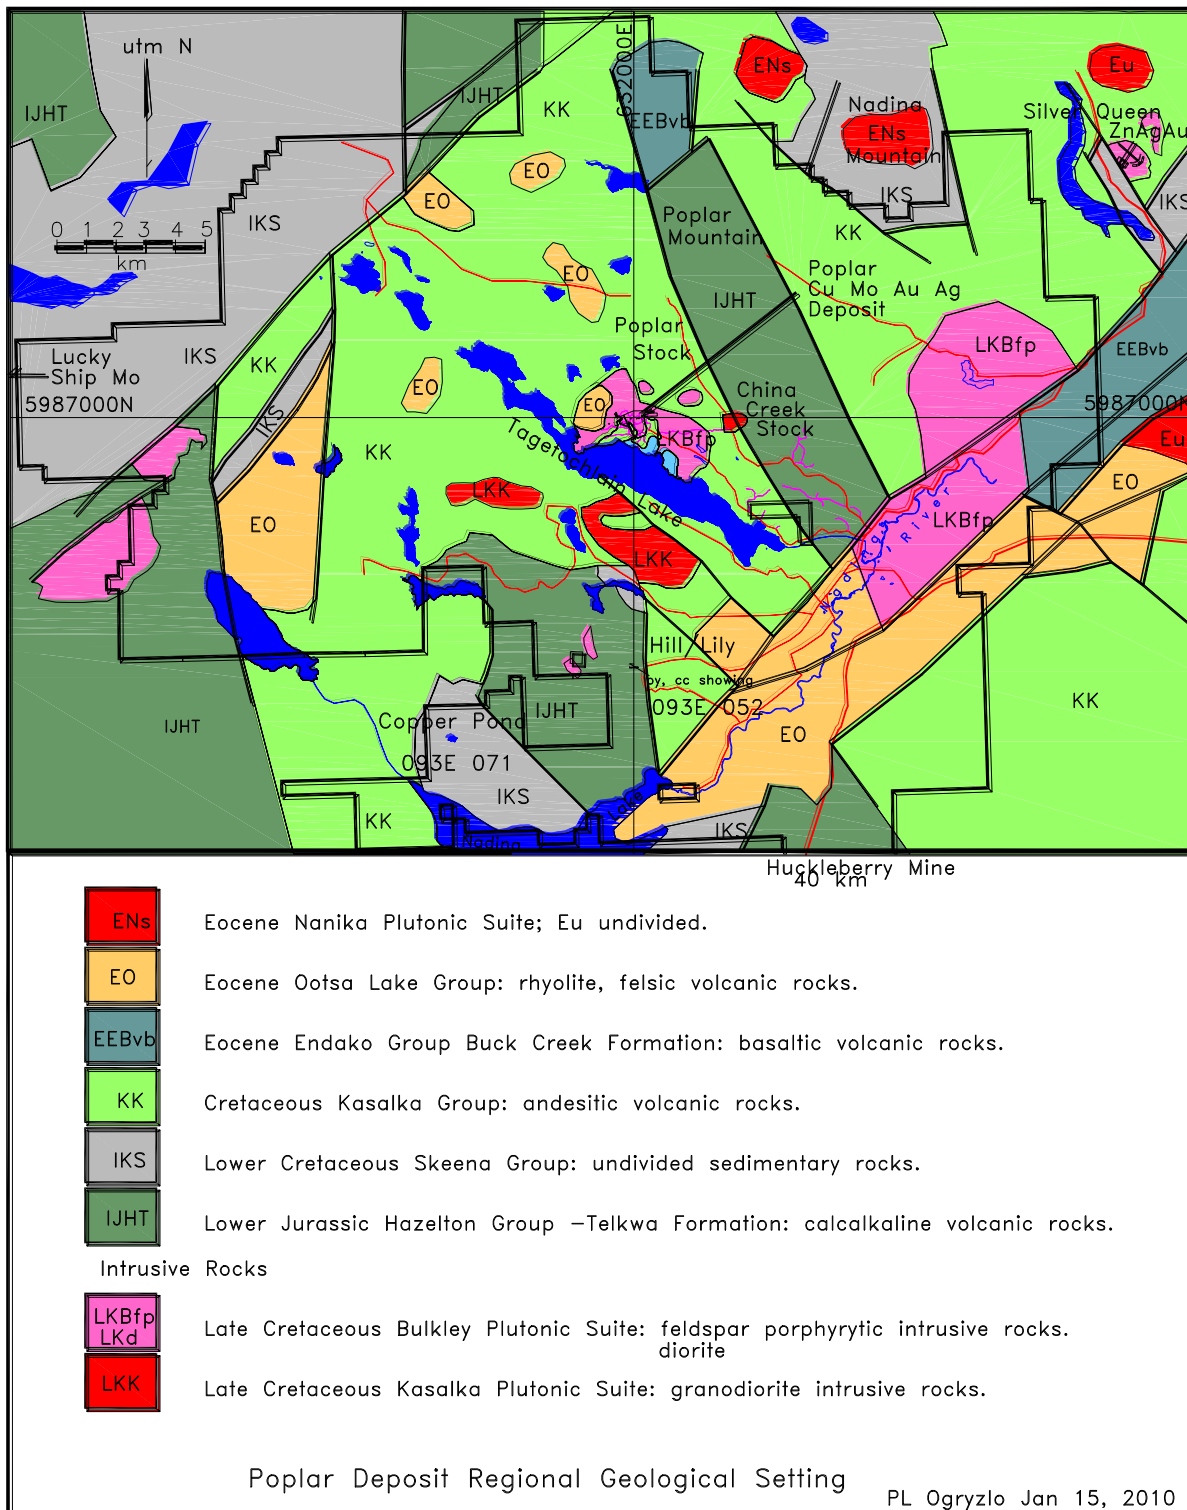 utm N
632000E
ENs
Eu
IJHT
IJHT
KK
EEBvb
Nadina
ENs
Mountain
Silver Queen
ZnAgAu
EO
EO
IKS
IKS
IKS
0 1 2 3 4 5
km
Poplar
Mountain
KK
EO
Poplar
Cu Mo Au Ag
Deposit
IJHT
Poplar
Stock
LKBfp
EEBvb
Lucky
Ship Mo
IKS
KK
5987000N
EO
China
Creek
Stock
5987000N
EO
IKS
Tagetochlain Lake
LKBfp
Eu
KK
LKK
EO
EO
LKBfp
Nadina River
LKK
Hill/Lily
py, cc showing
093E 052
KK
IJHT
Copper Pond
IJHT
EO
093E 071
IKS
Lake
KK
Nadina
IKS
Huckleberry Mine
40 km
ENs Eocene Nanika Plutonic Suite; Eu undivided.
EO Eocene Ootsa Lake Group: rhyolite, felsic volcanic rocks.
EEBvb Eocene Endako Group Buck Creek Formation: basaltic volcanic rocks.
KK Cretaceous Kasalka Group: andesitic volcanic rocks.
IKS Lower Cretaceous Skeena Group: undivided sedimentary rocks.
IJHT Lower Jurassic Hazelton Group -Telkwa Formation: calcalkaline volcanic rocks.
Intrusive Rocks
LKBfp Late Cretaceous Bulkley Plutonic Suite: feldspar porphyrytic intrusive rocks.
LKd diorite
LKK Late Cretaceous Kasalka Plutonic Suite: granodiorite intrusive rocks.
Poplar Deposit Regional Geological Setting
PL Ogryzlo Jan 15, 2010